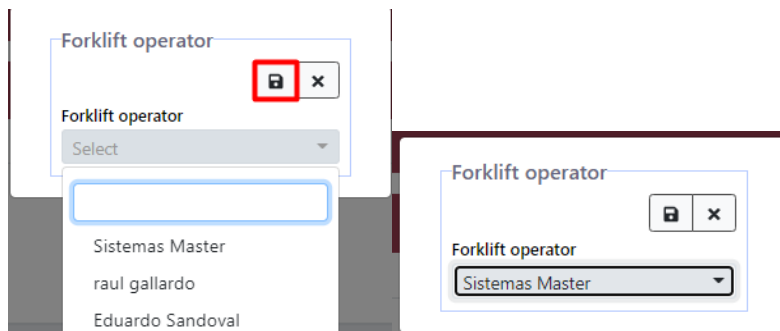 Forklift operator
Forklift operator
Select
Sistemas Master
raul gallardo
Eduardo Sandoval
Forklift operator
Forklift operator
Sistemas Master